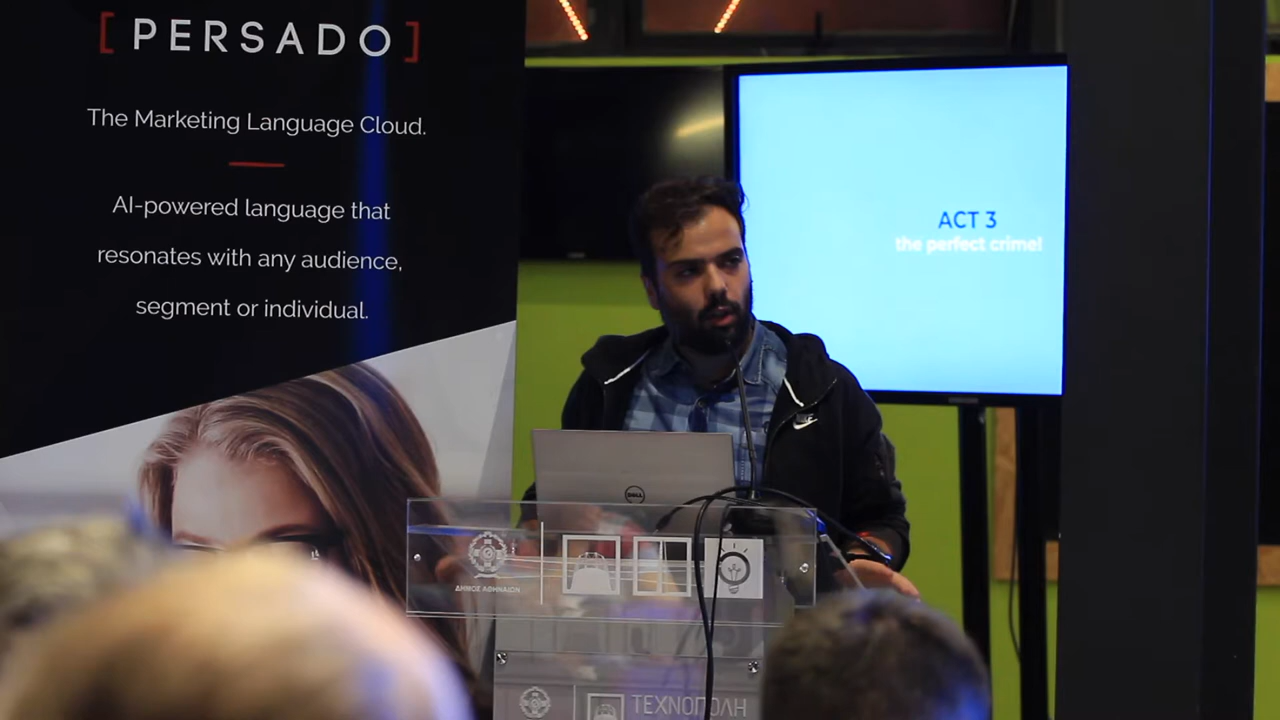 [PERSADO]
The Marketing Language Cloud.
AI-powered language that
resonates with any audience,
segment or individual.
ACT 3
the perfect crime!
DELL
ΔΗΜΟΣ ΑΘΗΝΑΙΩΝ
ΤΕΧΝΟΠΟΛΗ